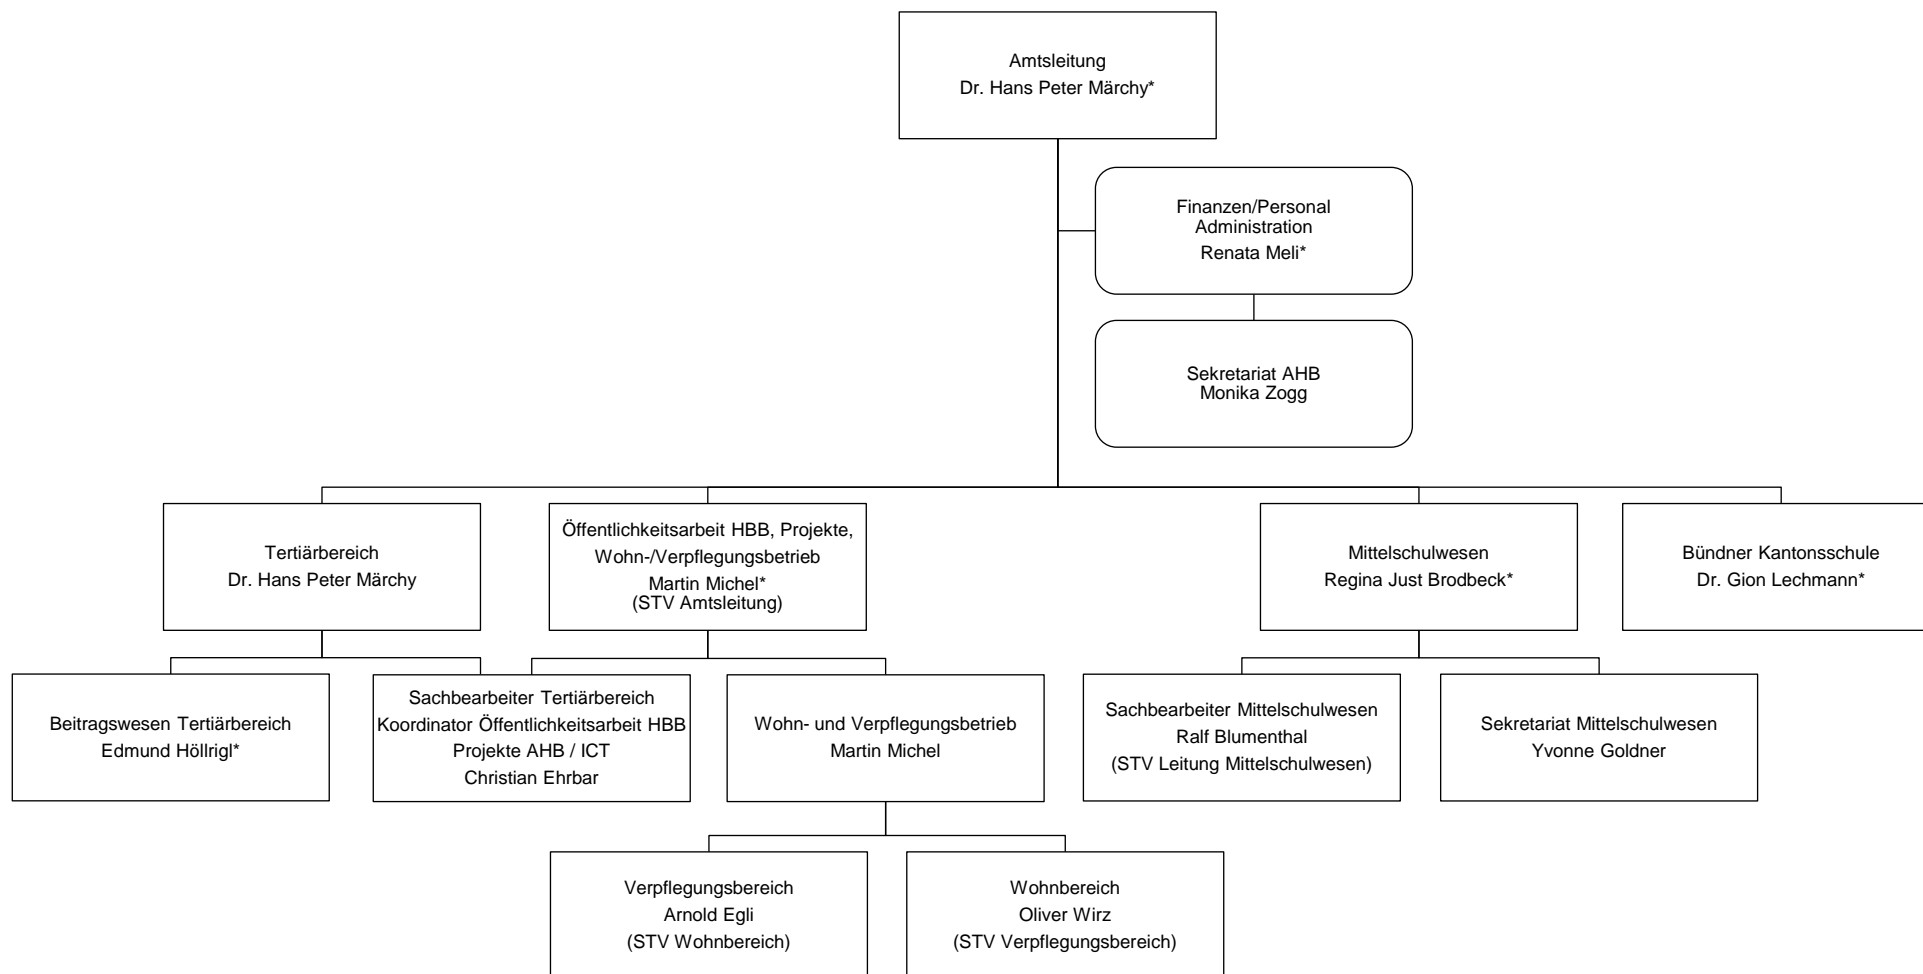 Amtsleitung
Dr. Hans Peter Märchy*
Finanzen/Personal
Administration
Renata Meli*
Sekretariat AHB
Monika Zogg
Tertiärbereich
Dr. Hans Peter Märchy
Öffentlichkeitsarbeit HBB, Projekte,
Wohn-/Verpflegungsbetrieb
Martin Michel*
(STV Amtsleitung)
Mittelschulwesen
Regina Just Brodbeck*
Bündner Kantonsschule
Dr. Gion Lechmann*
Beitragswesen Tertiärbereich
Edmund Höllrigl*
Sachbearbeiter Tertiärbereich
Koordinator Öffentlichkeitsarbeit HBB
Projekte AHB / ICT
Christian Ehrbar
Wohn- und Verpflegungsbetrieb
Martin Michel
Sachbearbeiter Mittelschulwesen
Ralf Blumenthal
(STV Leitung Mittelschulwesen)
Sekretariat Mittelschulwesen
Yvonne Goldner
Verpflegungsbereich
Arnold Egli
(STV Wohnbereich)
Wohnbereich
Oliver Wirz
(STV Verpflegungsbereich)